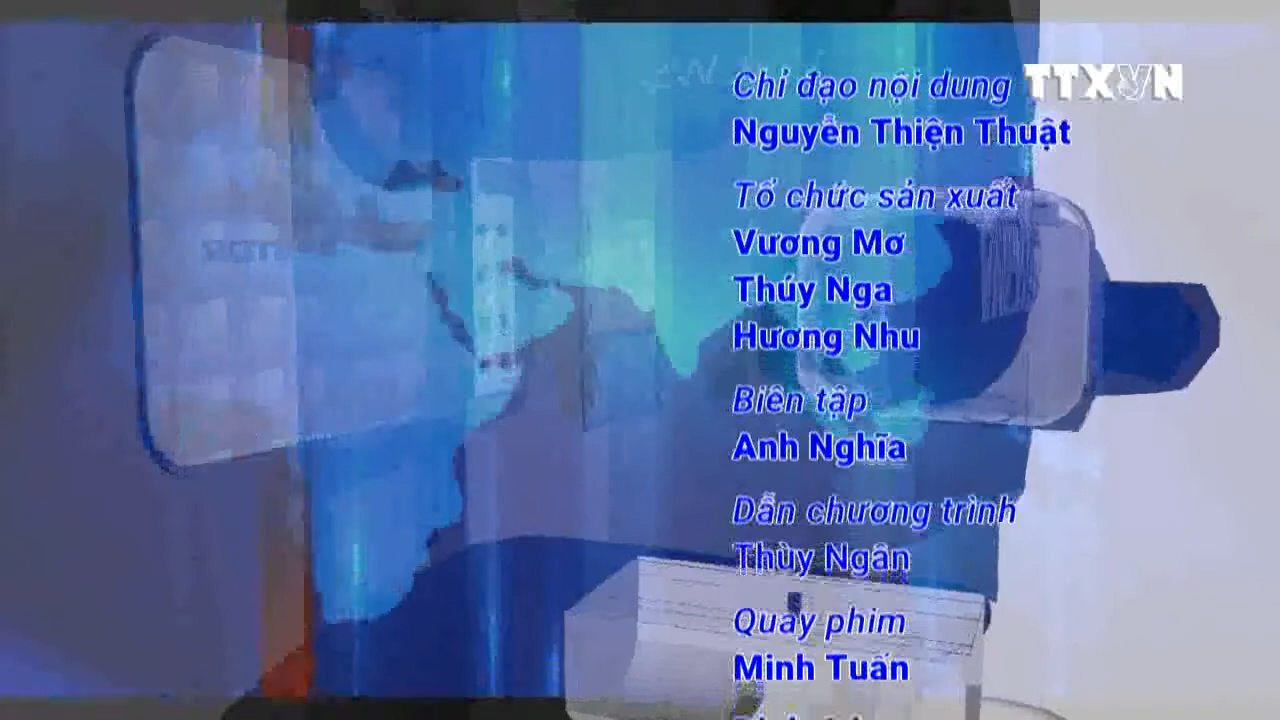 Chỉ đạo nội dung
TTXVN
Nguyễn Thiện Thuật
Tổ chức sản xuất
Vương Mơ
Thúy Nga
Hương Nhu
Biên tập
Anh Nghĩa
Dẫn chương trình
Thùy Ngân
Quay phim
Minh Tuấn